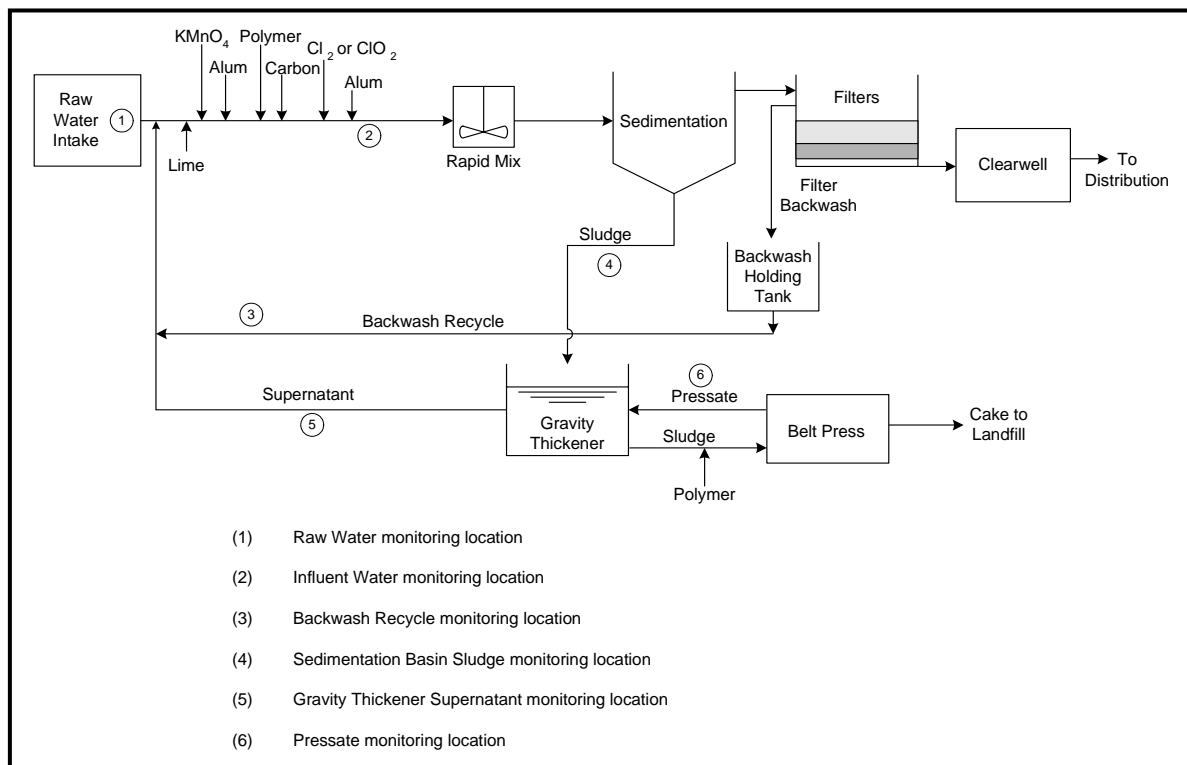 KMnO4
Polymer
Cl2 or ClO2
Alum
Carbon
Alum
Raw
Water
Intake
1
Lime
2
Rapid Mix
Sedimentation
Filters
Filter
Backwash
Clearwell
To
Distribution
Sludge
4
Backwash
Holding
Tank
3
Backwash Recycle
Supernatant
5
Gravity
Thickener
6
Pressate
Sludge
Polymer
Belt Press
Cake to
Landfill
(1) Raw Water monitoring location
(2) Influent Water monitoring location
(3) Backwash Recycle monitoring location
(4) Sedimentation Basin Sludge monitoring location
(5) Gravity Thickener Supernatant monitoring location
(6) Pressate monitoring location